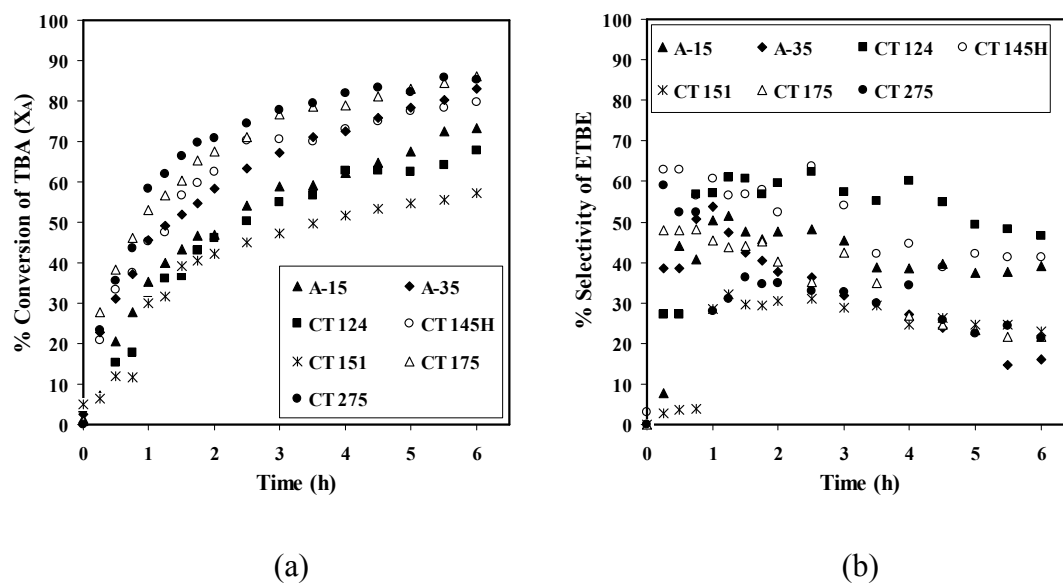 100
90
80
70
60
50
40
30
20
10
0
% Conversion of TBA (XA)
A-15 A-35
CT 124 CT 145H
CT 151 CT 175
CT 275
0 1 2 3 4 5 6
Time (h)
(a)
100
90
80
70
60
50
40
30
20
10
0
% Selectivity of ETBE
A-15 A-35 CT 124 CT 145H
CT 151 CT 175 CT 275
0 1 2 3 4 5 6
Time (h)
(b)